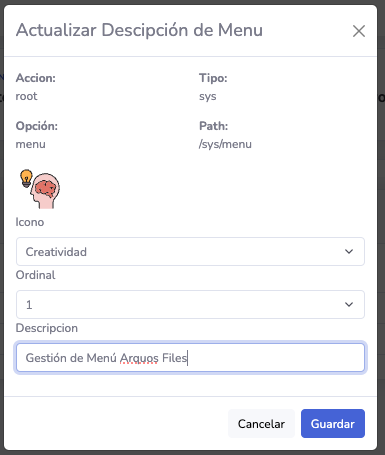 Actualizar Descipción de Menu
Accion:
root
Tipo:
sys
Opción:
menu
Path:
/sys/menu
Icono
Creatividad
Ordinal
1
Descripcion
Gestión de Menú Arquos Files
Cancelar
Guardar